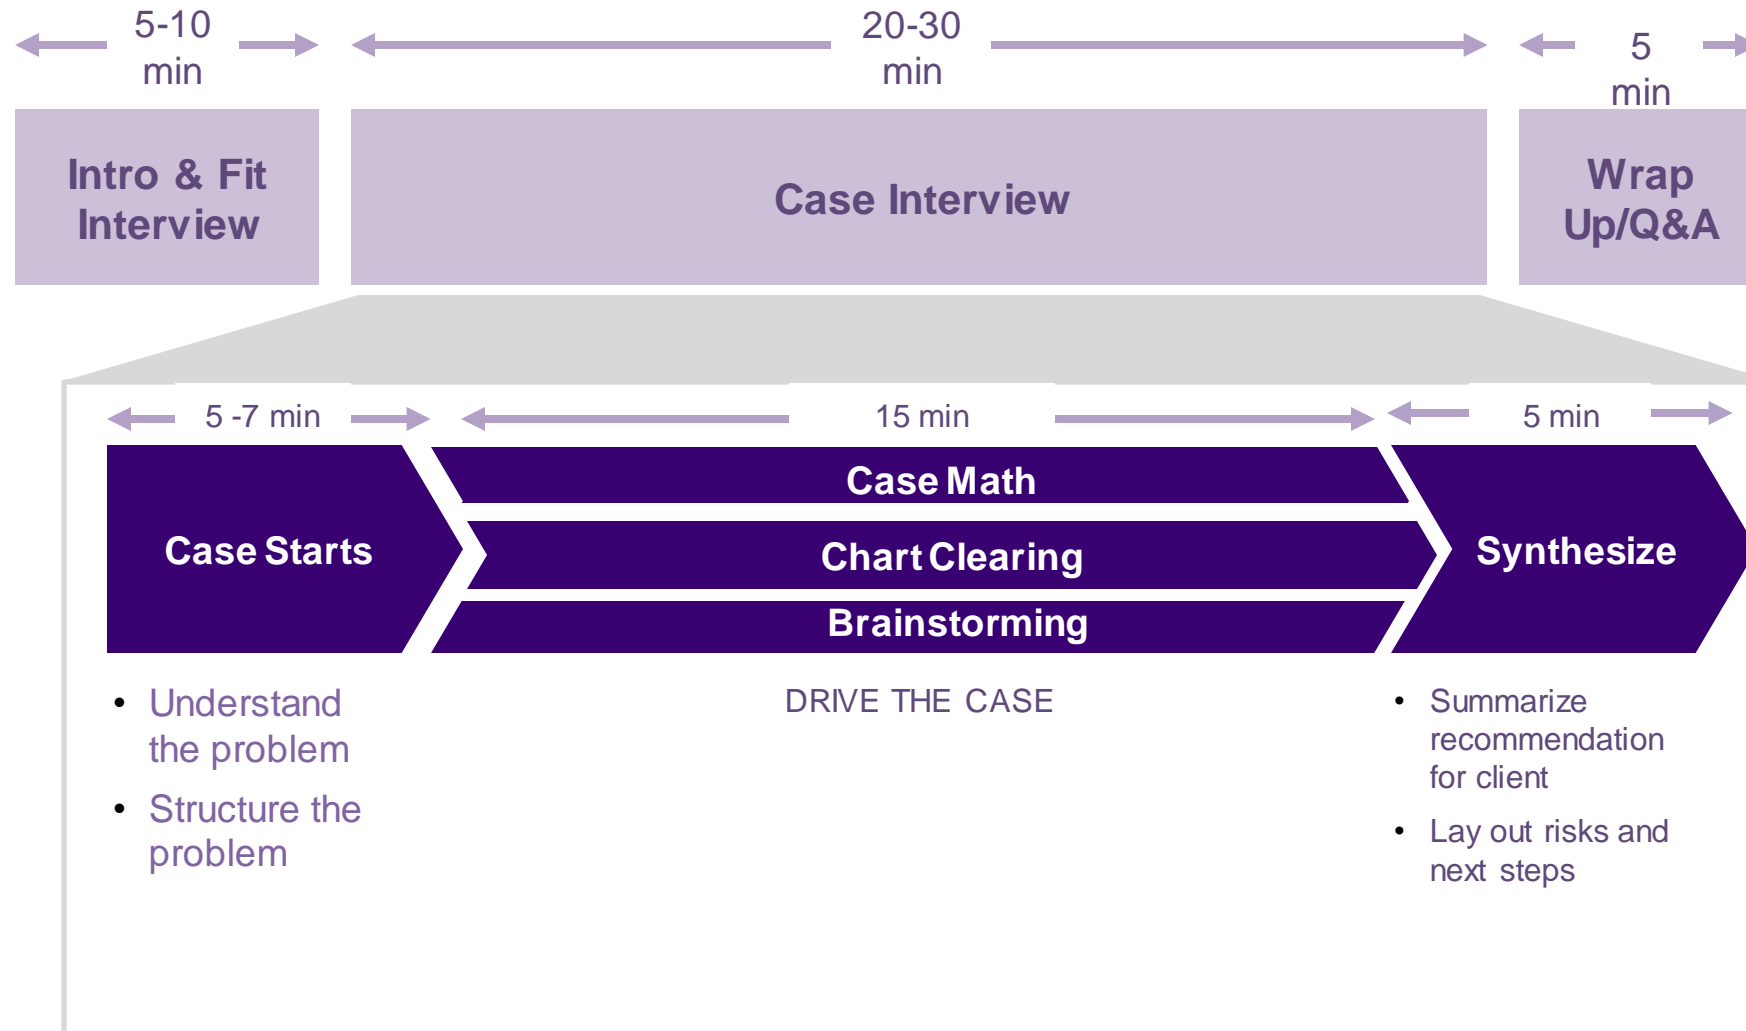 5-10
min
20-30
min
5
min
Intro & Fit
Interview
Case Interview
Wrap
Up/Q&A
5 -7 min
15 min
5 min
Case Starts
Case Math
Chart Clearing
Brainstorming
Synthesize
• Understand
the problem
• Structure the
problem
DRIVE THE CASE
• Summarize
recommendation
for client
• Lay out risks and
next steps